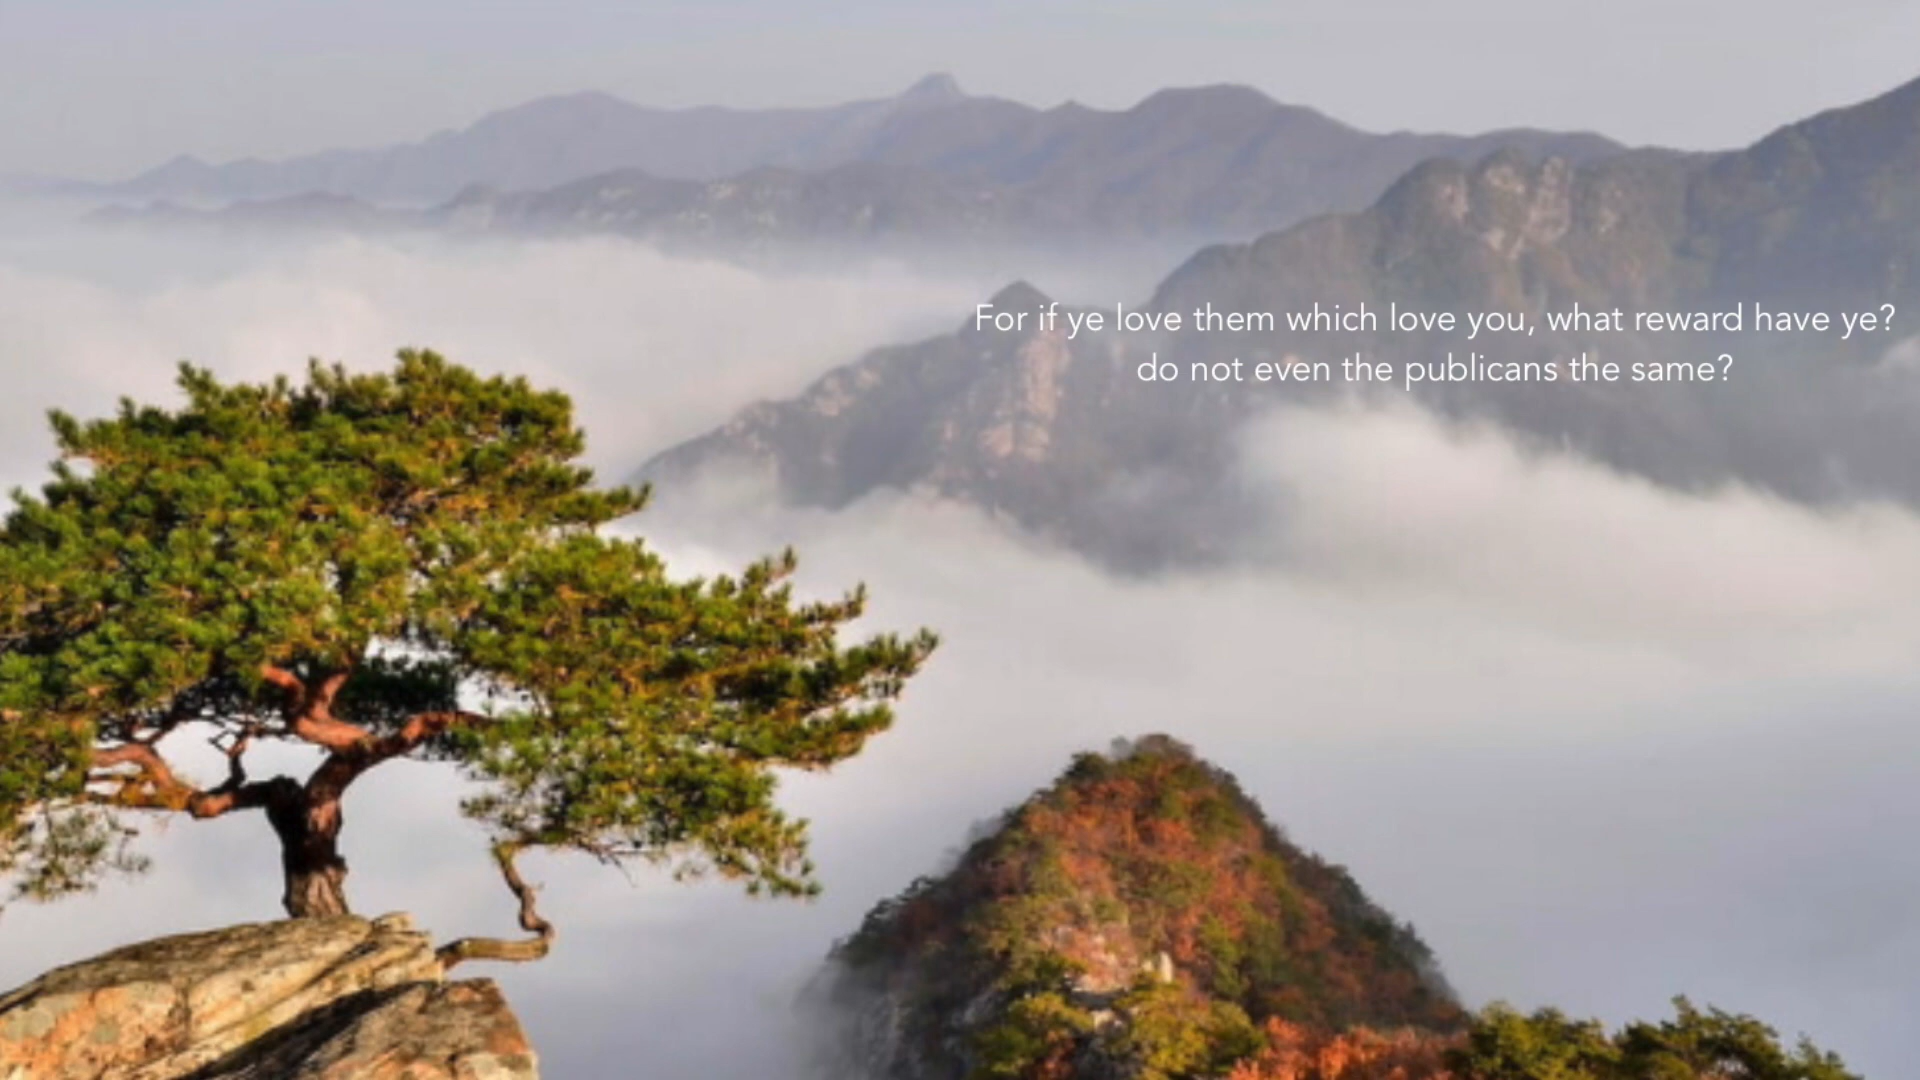 For if ye love them which love you, what reward have ye?
do not even the publicans the same?